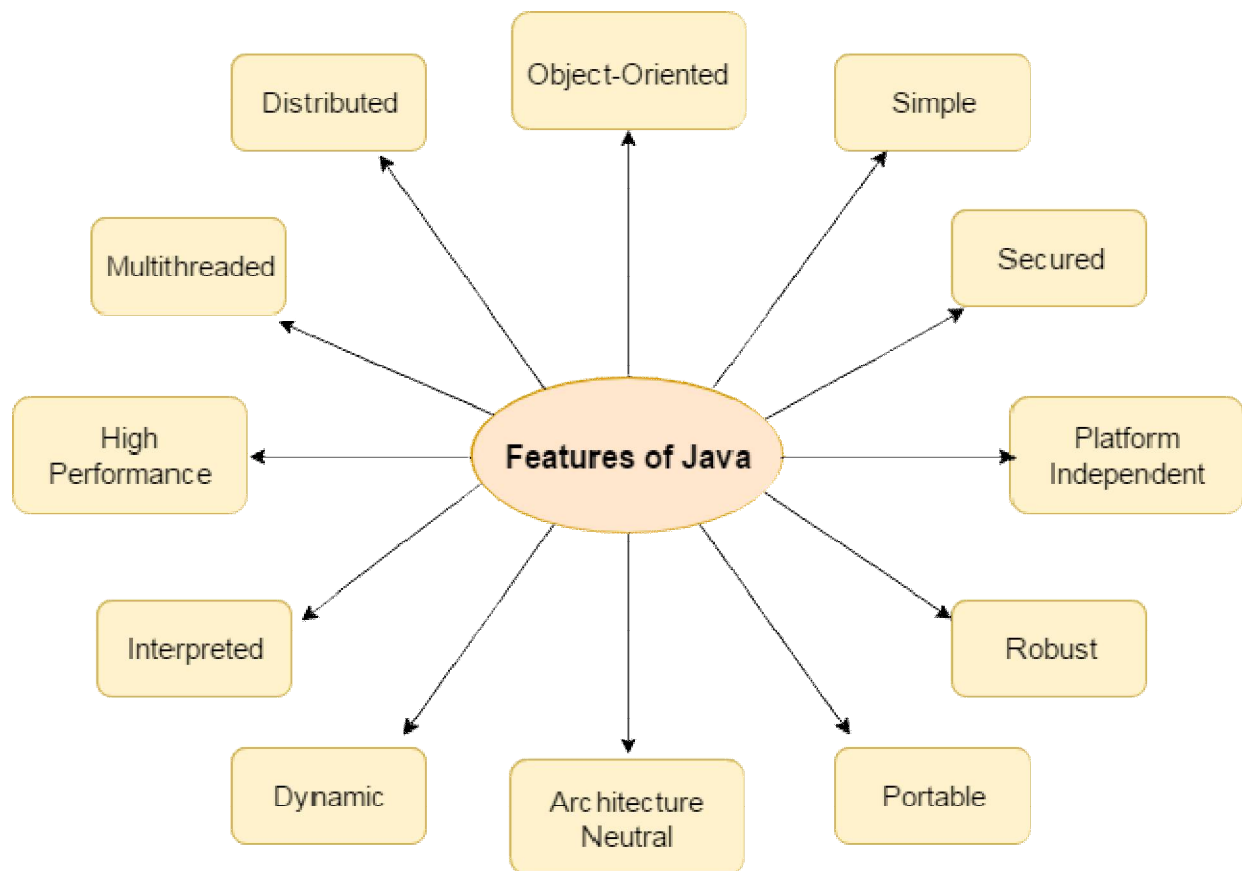 Object-Oriented
Distributed
Simple
Multithreaded
Secured
High
Performance
Features of Java
Platform
Independent
Interpreted
Robust
Dynamic
Architecture
Neutral
Portable